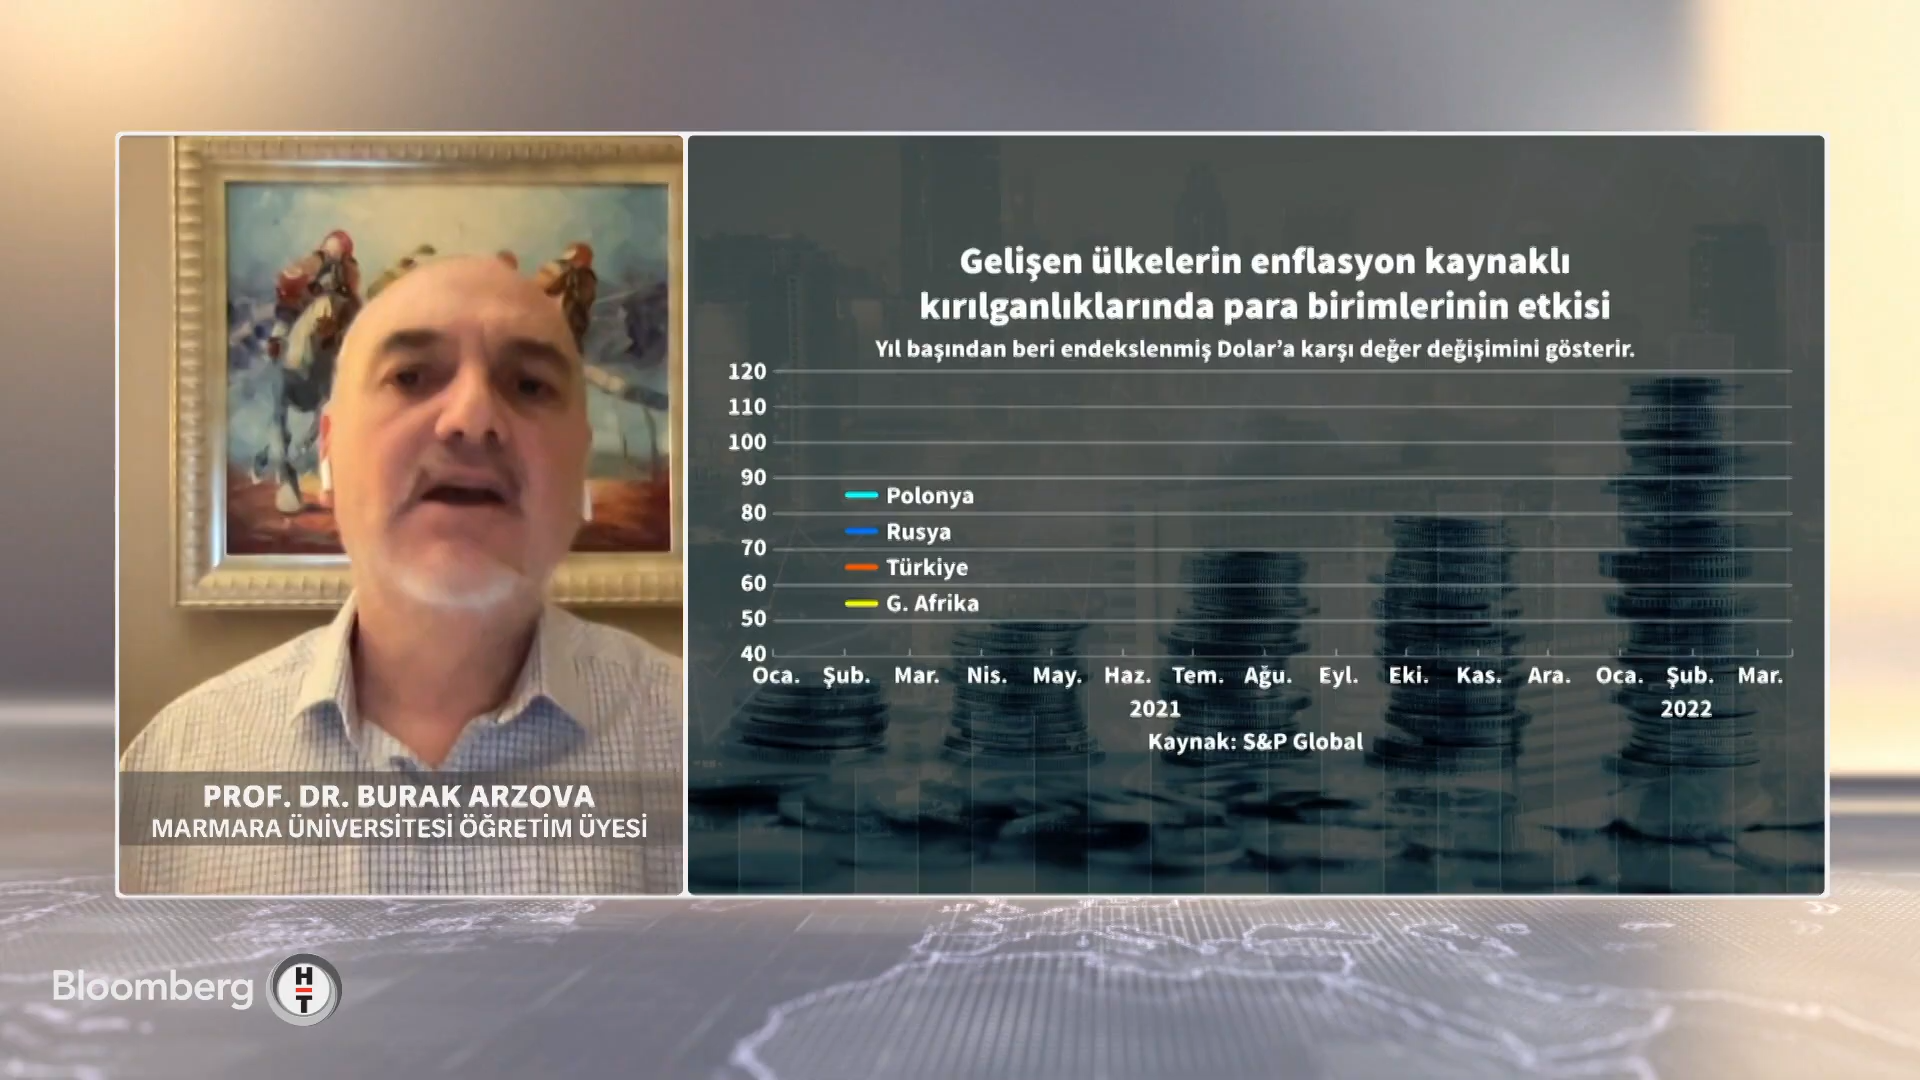 Gelişen ülkelerin enflasyon kaynaklı
kırılganlıklarında para birimlerinin etkisi
Yıl başından beri endekslenmiş Dolar’a karşı değer değişimini gösterir.
120
110
100
90
80
70
60
50
40
Polonya
Rusya
Türkiye
G. Afrika
Oca. Şub. Mar. Nis. May. Haz. Tem. Ağu. Eyl. Eki. Kas. Ara. Oca. Şub. Mar.
2021 2022
Kaynak: S&P Global
PROF. DR. BURAK ARZOVA
MARMARA ÜNİVERSİTESİ ÖĞRETİM ÜYESİ
Bloomberg HT